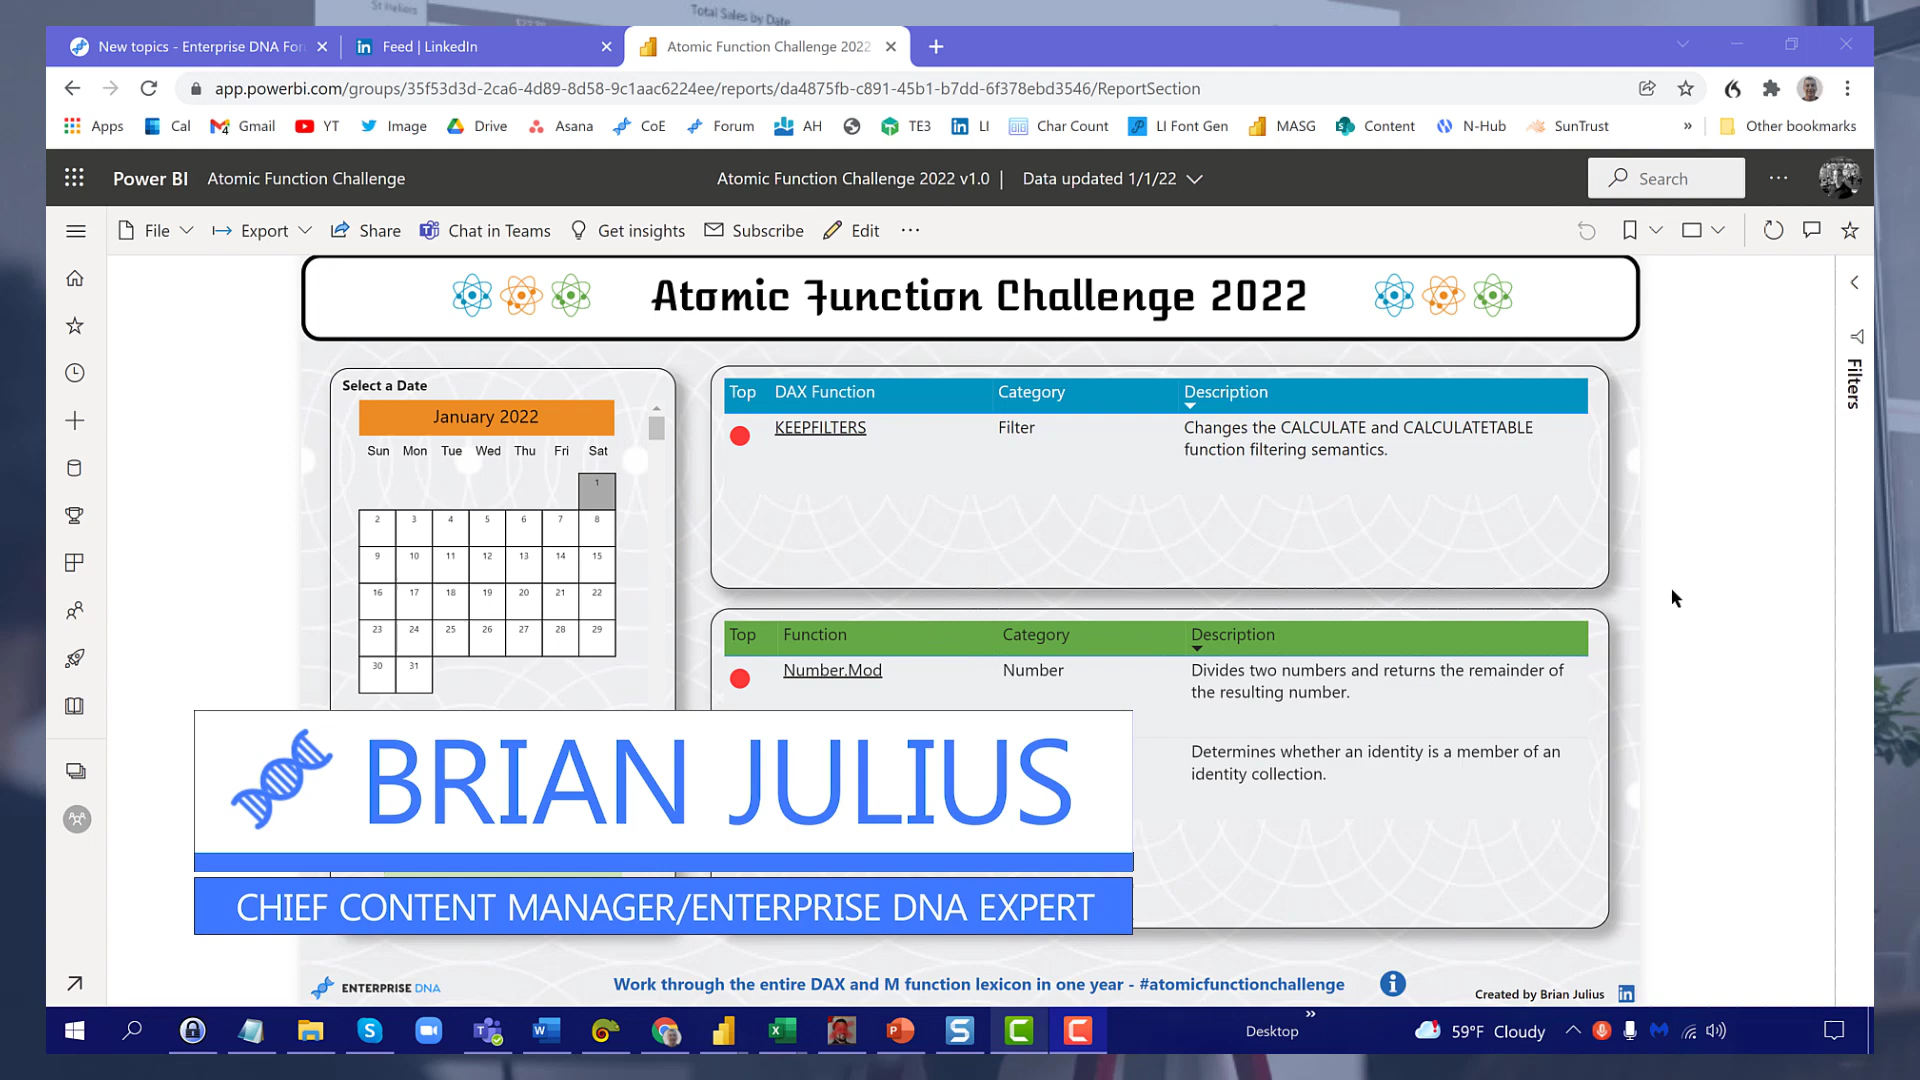 St Heliers
Total Sales by Date
New topics - Enterprise DNA For
Feed | LinkedIn
Atomic Function Challenge 2022
app.powerbi.com/groups/35f53d3d-2ca6-4d89-8d58-9c1aac6224ee/reports/da4875fb-c891-45b1-b7dd-6f378ebd3546/ReportSection
Apps Cal Gmail YT Image Drive Asana CoE Forum AH TE3 LI Char Count LI Font Gen MASG Content N-Hub SunTrust » Other bookmarks
Power BI Atomic Function Challenge
Atomic Function Challenge 2022 v1.0 | Data updated 1/1/22
Search
File Export Share Chat in Teams Get insights Subscribe Edit
Atomic Function Challenge 2022
Filters
Select a Date
January 2022
Sun Mon Tue Wed Thu Fri Sat
1
2 3 4 5 6 7 8
9 10 11 12 13 14 15
16 17 18 19 20 21 22
23 24 25 26 27 28 29
30 31
Top DAX Function Category Description
KEEPFILTERS Filter Changes the CALCULATE and CALCULATETABLE
function filtering semantics.
Top Function Category Description
Number.Mod Number Divides two numbers and returns the remainder of
the resulting number.
Determines whether an identity is a member of an
identity collection.
BRIAN JULIUS
CHIEF CONTENT MANAGER/ENTERPRISE DNA EXPERT
ENTERPRISE DNA
Work through the entire DAX and M function lexicon in one year - #atomicfunctionchallenge
Created by Brian Julius
Desktop
59°F Cloudy